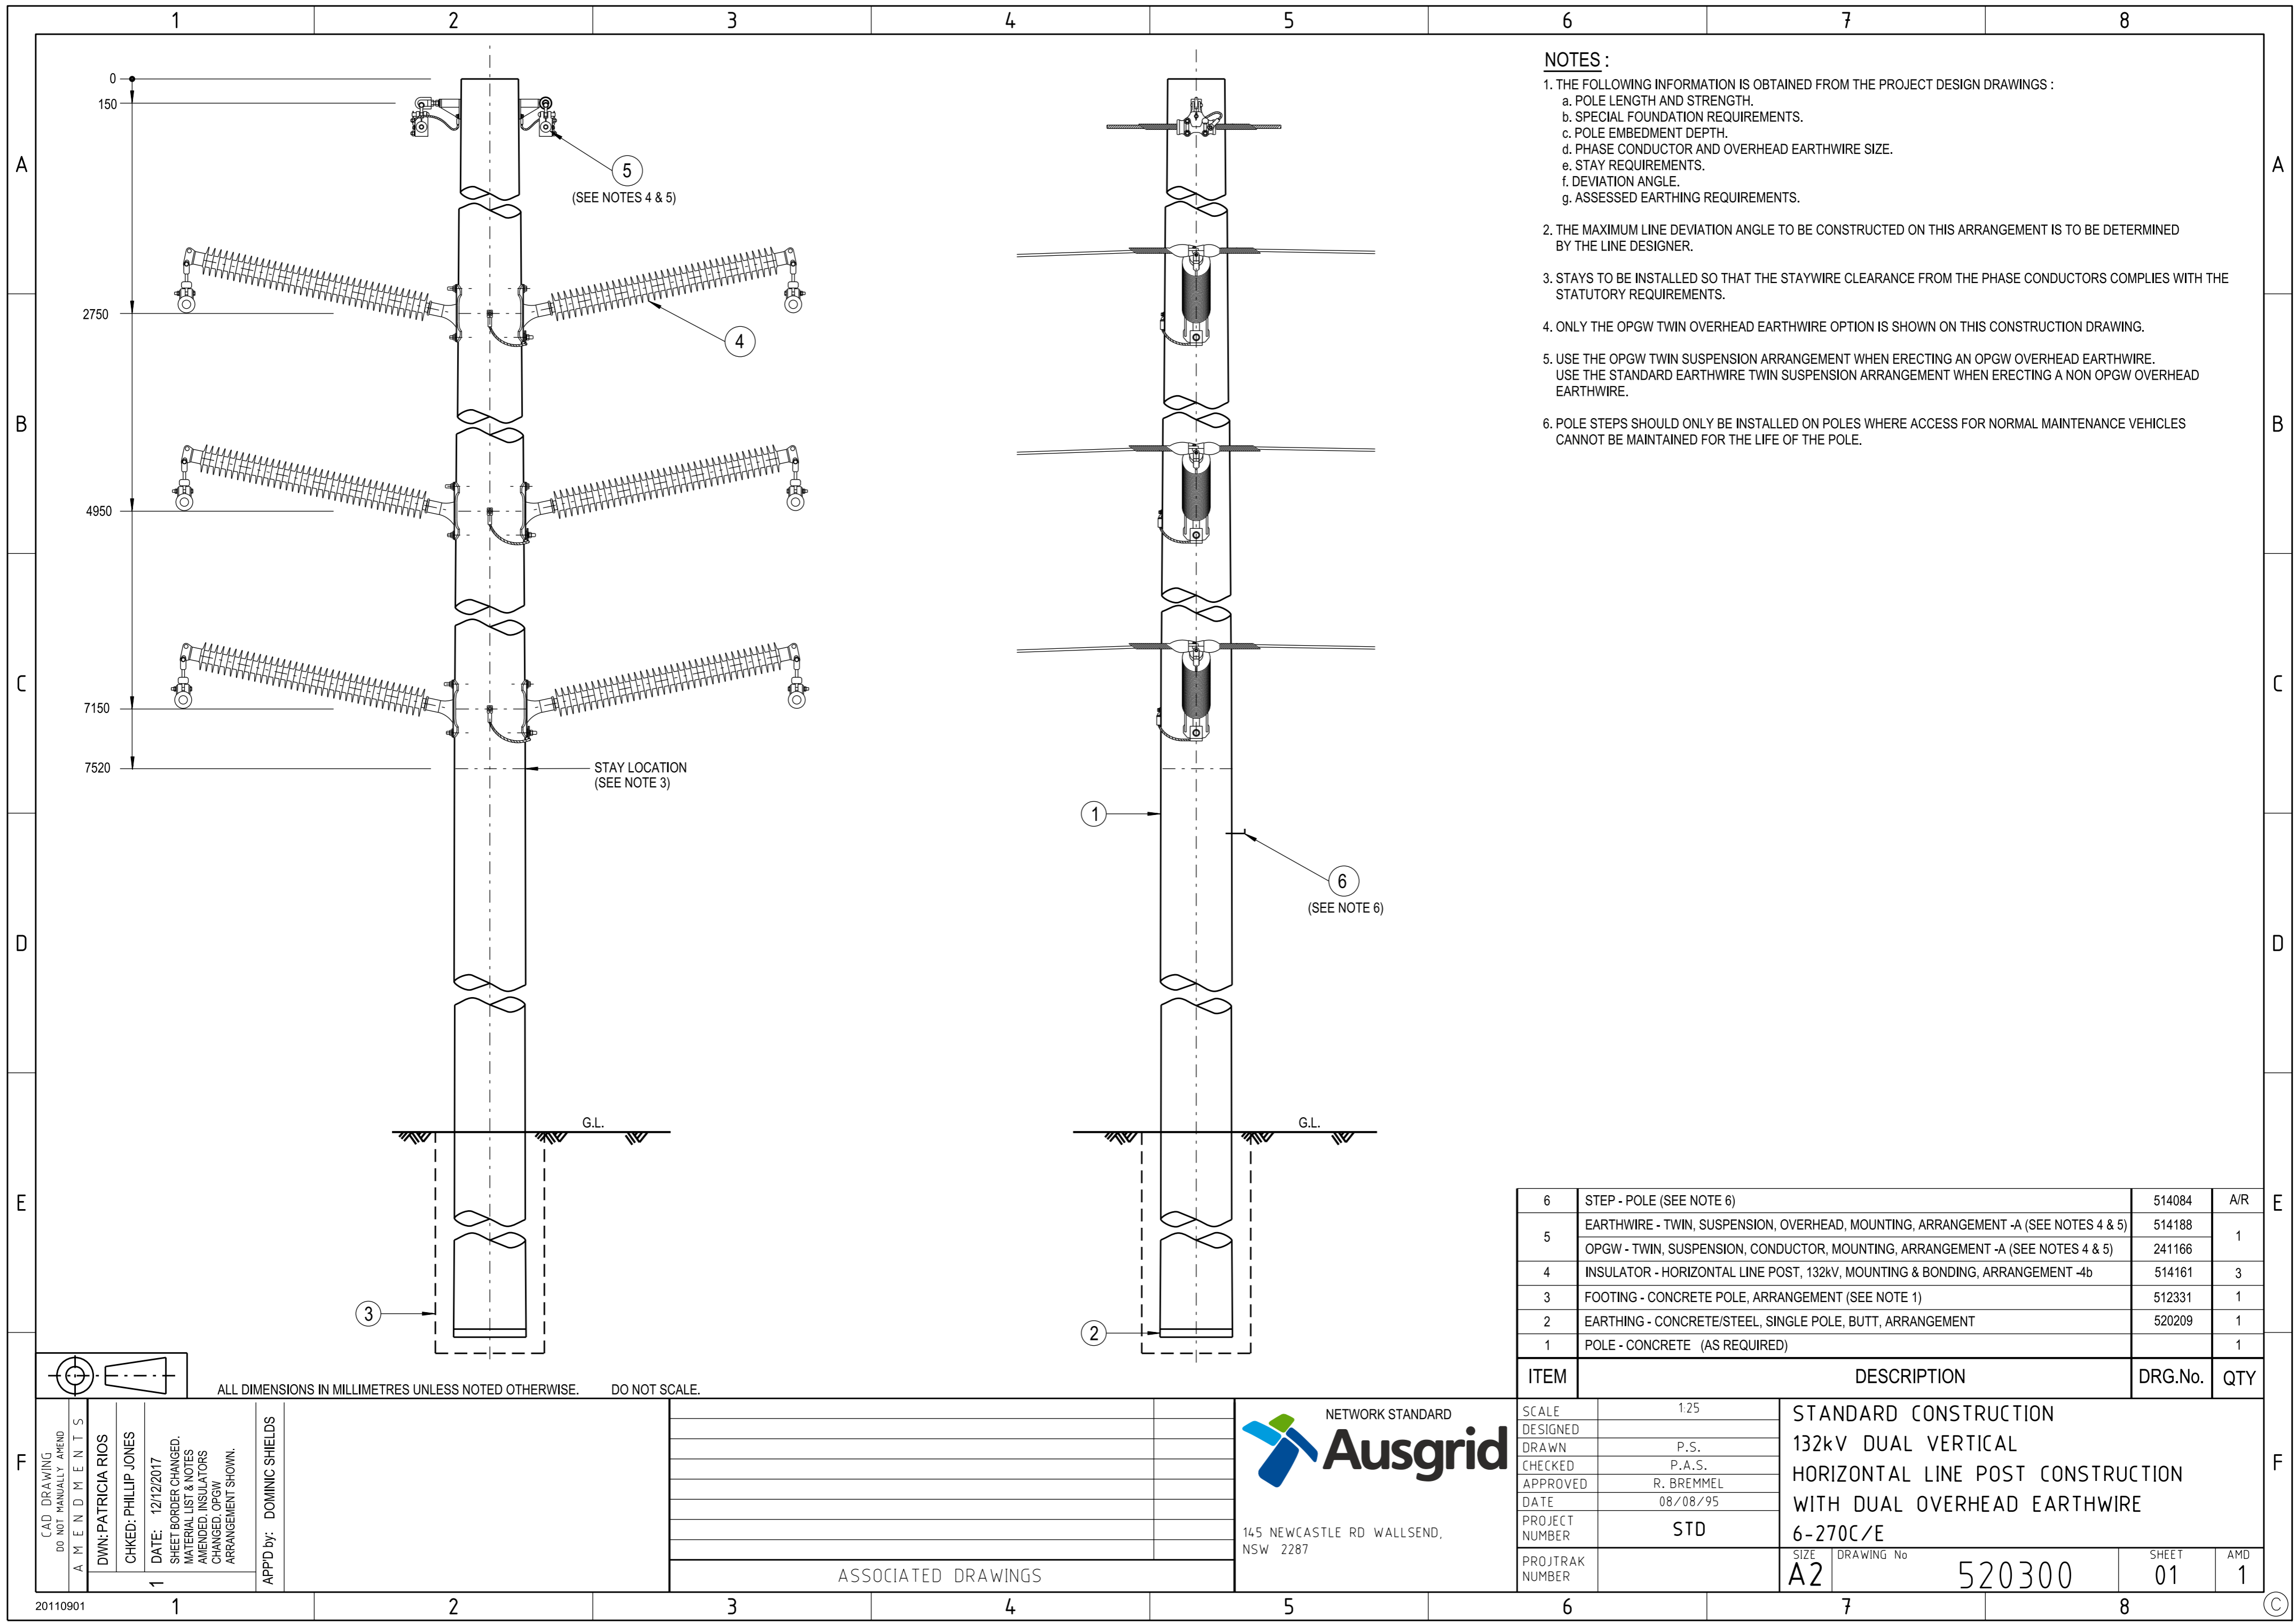 1 2 3 4 5 6 7 8
A
B
C
D
E
F
A
B
C
D
E
F
0
150
2750
4950
7150
7520
5
(SEE NOTES 4 & 5)
4
STAY LOCATION
(SEE NOTE 3)
G.L.
3
1
6
(SEE NOTE 6)
G.L.
2
NOTES :
1. THE FOLLOWING INFORMATION IS OBTAINED FROM THE PROJECT DESIGN DRAWINGS :
a. POLE LENGTH AND STRENGTH.
b. SPECIAL FOUNDATION REQUIREMENTS.
c. POLE EMBEDMENT DEPTH.
d. PHASE CONDUCTOR AND OVERHEAD EARTHWIRE SIZE.
e. STAY REQUIREMENTS.
f. DEVIATION ANGLE.
g. ASSESSED EARTHING REQUIREMENTS.
2. THE MAXIMUM LINE DEVIATION ANGLE TO BE CONSTRUCTED ON THIS ARRANGEMENT IS TO BE DETERMINED
BY THE LINE DESIGNER.
3. STAYS TO BE INSTALLED SO THAT THE STAYWIRE CLEARANCE FROM THE PHASE CONDUCTORS COMPLIES WITH THE
STATUTORY REQUIREMENTS.
4. ONLY THE OPGW TWIN OVERHEAD EARTHWIRE OPTION IS SHOWN ON THIS CONSTRUCTION DRAWING.
5. USE THE OPGW TWIN SUSPENSION ARRANGEMENT WHEN ERECTING AN OPGW OVERHEAD EARTHWIRE.
USE THE STANDARD EARTHWIRE TWIN SUSPENSION ARRANGEMENT WHEN ERECTING A NON OPGW OVERHEAD
EARTHWIRE.
6. POLE STEPS SHOULD ONLY BE INSTALLED ON POLES WHERE ACCESS FOR NORMAL MAINTENANCE VEHICLES
CANNOT BE MAINTAINED FOR THE LIFE OF THE POLE.
6 STEP - POLE (SEE NOTE 6) 514084 A/R
5 EARTHWIRE - TWIN, SUSPENSION, OVERHEAD, MOUNTING, ARRANGEMENT -A (SEE NOTES 4 & 5) 514188 1
OPGW - TWIN, SUSPENSION, CONDUCTOR, MOUNTING, ARRANGEMENT -A (SEE NOTES 4 & 5) 241166
4 INSULATOR - HORIZONTAL LINE POST, 132kV, MOUNTING & BONDING, ARRANGEMENT -4b 514161 3
3 FOOTING - CONCRETE POLE, ARRANGEMENT (SEE NOTE 1) 512331 1
2 EARTHING - CONCRETE/STEEL, SINGLE POLE, BUTT, ARRANGEMENT 520209 1
1 POLE - CONCRETE (AS REQUIRED) 1
ITEM DESCRIPTION DRG.No. QTY
ALL DIMENSIONS IN MILLIMETRES UNLESS NOTED OTHERWISE. DO NOT SCALE.
CAD DRAWING
DO NOT MANUALLY AMEND
AMENDMENTS
DWN: PATRICIA RIOS
CHKED: PHILLIP JONES
1 DATE: 12/12/2017
SHEET BORDER CHANGED.
MATERIAL LIST & NOTES
AMENDED. INSULATORS
CHANGED. OPGW
ARRANGEMENT SHOWN.
APP'D by: DOMINIC SHIELDS
ASSOCIATED DRAWINGS
NETWORK STANDARD
Ausgrid
145 NEWCASTLE RD WALLSEND,
NSW 2287
SCALE 1:25
DESIGNED
DRAWN P.S.
CHECKED P.A.S.
APPROVED R. BREMMEL
DATE 08/08/95
PROJECT NUMBER STD
PROJTRAK NUMBER
STANDARD CONSTRUCTION
132kV DUAL VERTICAL
HORIZONTAL LINE POST CONSTRUCTION
WITH DUAL OVERHEAD EARTHWIRE
6-270C/E
SIZE DRAWING No SHEET AMD
A2 520300 01 1
20110901 1 2 3 4 5 6 7 8 ©